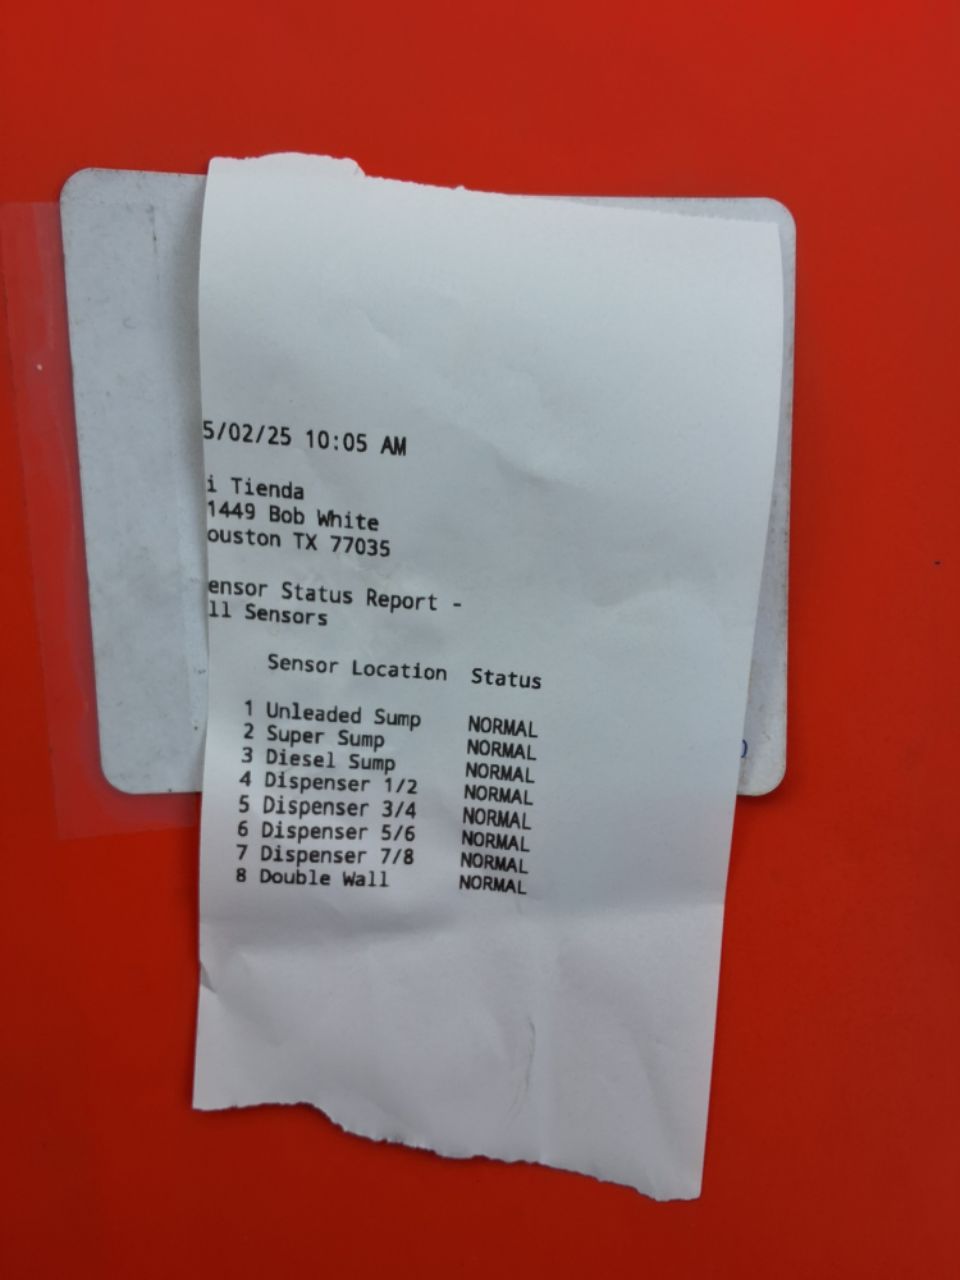 5/02/25 10:05 AM
i Tienda
1449 Bob White
ouston TX 77035
ensor Status Report -
ll Sensors
Sensor Location Status
1 Unleaded Sump NORMAL
2 Super Sump NORMAL
3 Diesel Sump NORMAL
4 Dispenser 1/2 NORMAL
5 Dispenser 3/4 NORMAL
6 Dispenser 5/6 NORMAL
7 Dispenser 7/8 NORMAL
8 Double Wall NORMAL